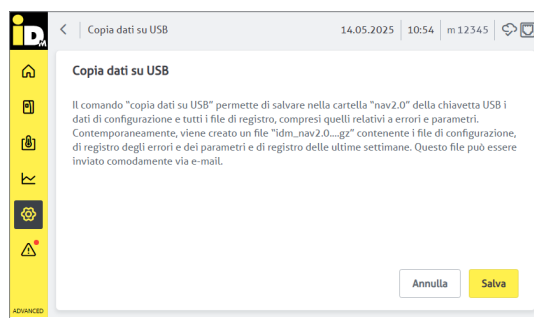 iDM
Copia dati su USB
14.05.2025
10:54
m 12345
Copia dati su USB
Il comando "copia dati su USB" permette di salvare nella cartella "nav2.0" della chiavetta USB i
dati di configurazione e tutti i file di registro, compresi quelli relativi a errori e parametri.
Contemporaneamente, viene creato un file "idm_nav2.0....gz" contenente i file di configurazione,
di registro degli errori e dei parametri e di registro delle ultime settimane. Questo file può essere
inviato comodamente via e-mail.
Annulla
Salva
ADVANCED